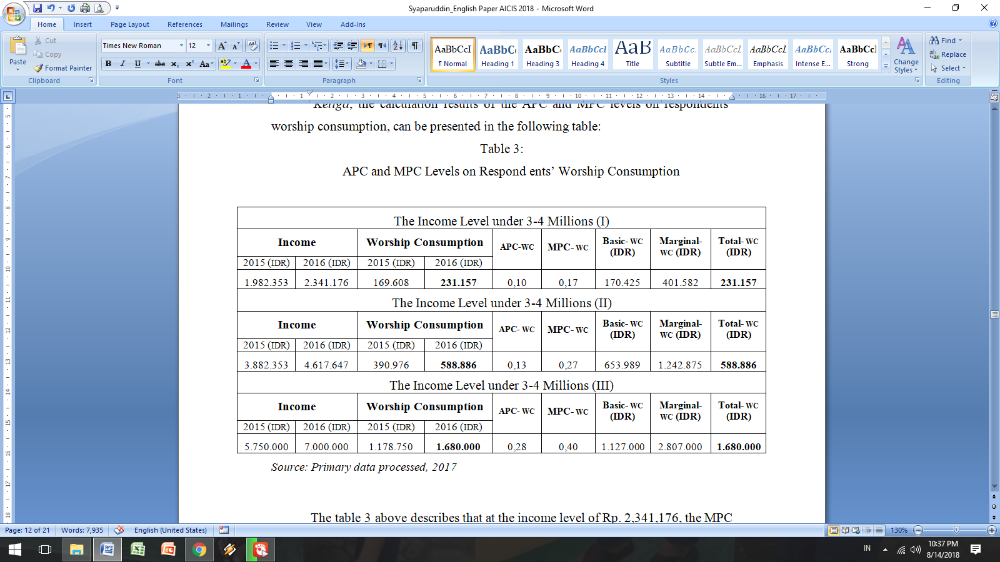 Syaparuddin_English Paper AICIS 2018 - Microsoft Word
Home Insert Page Layout References Mailings Review View Add-Ins
Paste Cut Copy Format Painter
Times New Roman 12
¶ Normal Heading 1 Heading 3 Heading 4 Title Subtitle Subtle Em... Emphasis Intense E... Strong
Change Styles
Find Replace Select
Clipboard Font Paragraph Styles Editing
Ketiga, the calculation results of the APC and MPC levels on respondents'
worship consumption, can be presented in the following table:
Table 3:
APC and MPC Levels on Respond ents' Worship Consumption
The Income Level under 3-4 Millions (I)
Income Worship Consumption APC-WC MPC- WC Basic- WC (IDR) Marginal- WC (IDR) Total- WC (IDR)
2015 (IDR) 2016 (IDR) 2015 (IDR) 2016 (IDR)
1.982.353 2.341.176 169.608 231.157 0,10 0,17 170.425 401.582 231.157
The Income Level under 3-4 Millions (II)
Income Worship Consumption APC- WC MPC- WC Basic- WC (IDR) Marginal- WC (IDR) Total- WC (IDR)
2015 (IDR) 2016 (IDR) 2015 (IDR) 2016 (IDR)
3.882.353 4.617.647 390.976 588.886 0,13 0,27 653.989 1.242.875 588.886
The Income Level under 3-4 Millions (III)
Income Worship Consumption APC- WC MPC- WC Basic- WC (IDR) Marginal- WC (IDR) Total- WC (IDR)
2015 (IDR) 2016 (IDR) 2015 (IDR) 2016 (IDR)
5.750.000 7.000.000 1.178.750 1.680.000 0,28 0,40 1.127.000 2.807.000 1.680.000
Source: Primary data processed, 2017
The table 3 above describes that at the income level of Rp. 2,341,176, the MPC
Page: 12 of 21 Words: 7,935 English (United States) 130%
IN 10:37 PM
8/14/2018